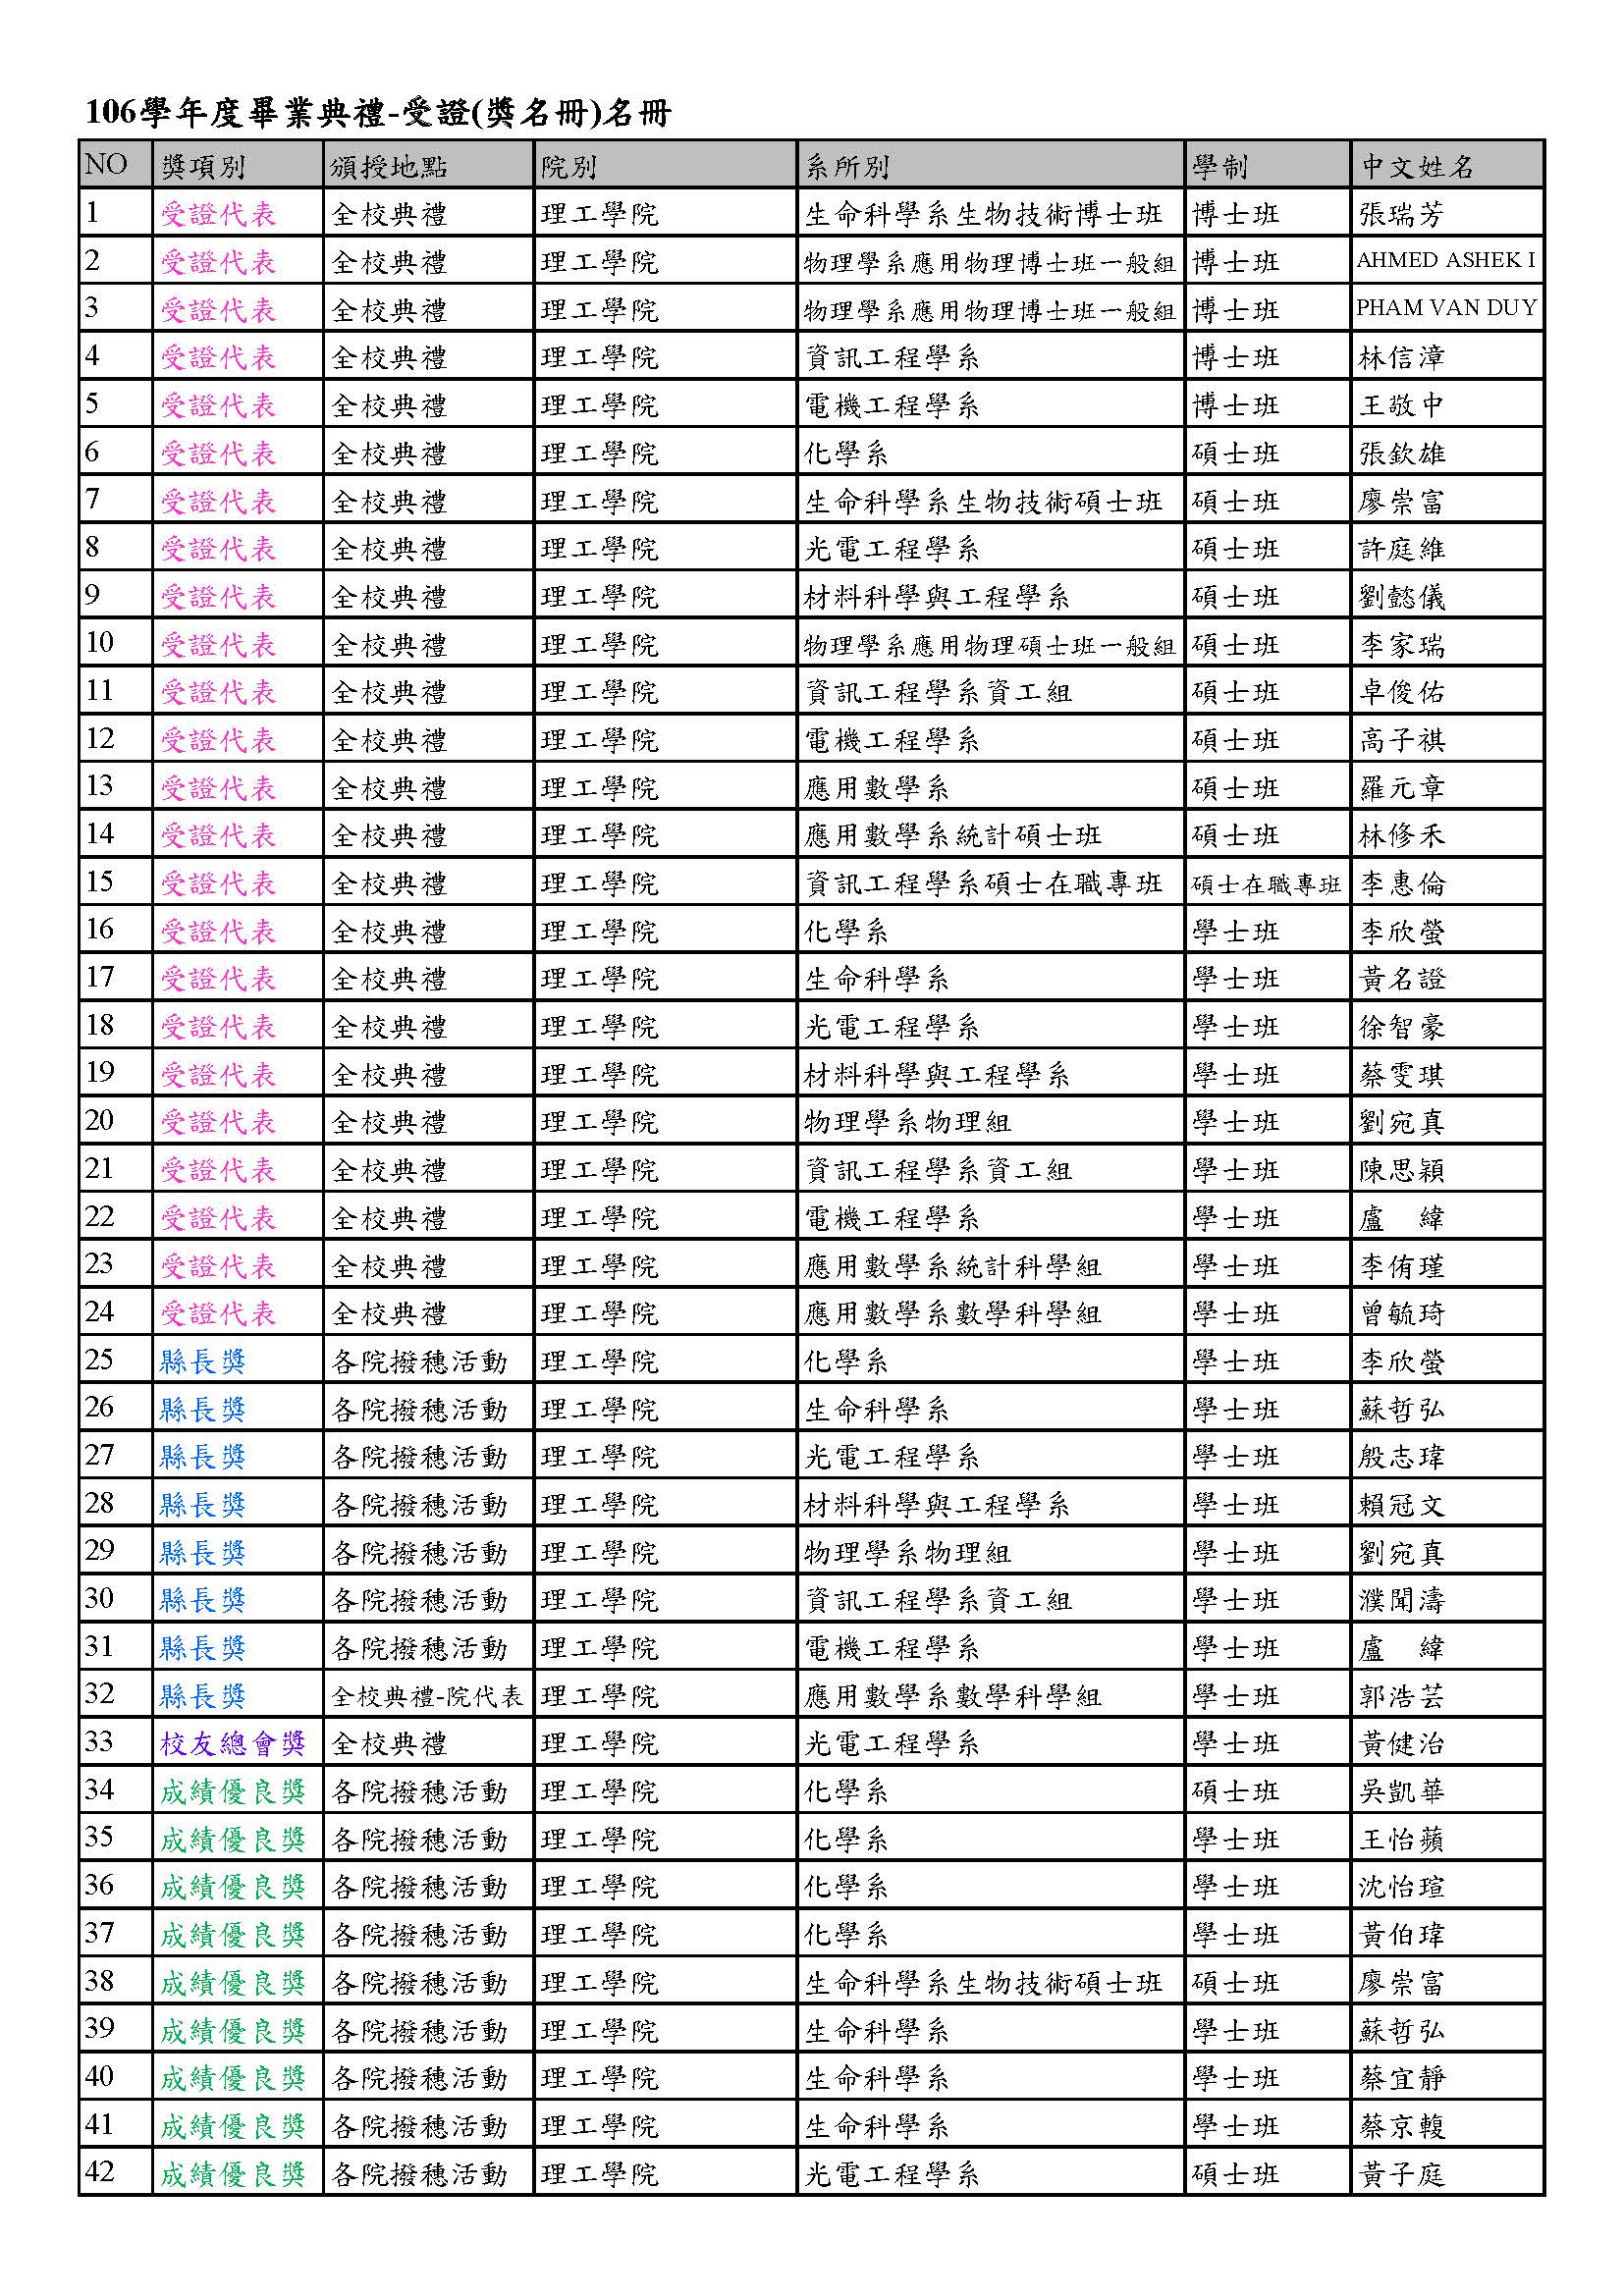 106學年度畢業典禮-受證(獎名冊)名冊
NO 獎項別 頒授地點 院別 系所別 學制 中文姓名
1 受證代表 全校典禮 理工學院 生命科學系生物技術博士班 博士班 張瑞芳
2 受證代表 全校典禮 理工學院 物理學系應用物理博士班一般組 博士班 AHMED ASHEK I
3 受證代表 全校典禮 理工學院 物理學系應用物理博士班一般組 博士班 PHAM VAN DUY
4 受證代表 全校典禮 理工學院 資訊工程學系 博士班 林信漳
5 受證代表 全校典禮 理工學院 電機工程學系 博士班 王敬中
6 受證代表 全校典禮 理工學院 化學系 碩士班 張欽雄
7 受證代表 全校典禮 理工學院 生命科學系生物技術碩士班 碩士班 廖崇富
8 受證代表 全校典禮 理工學院 光電工程學系 碩士班 許庭維
9 受證代表 全校典禮 理工學院 材料科學與工程學系 碩士班 劉懿儀
10 受證代表 全校典禮 理工學院 物理學系應用物理碩士班一般組 碩士班 李家瑞
11 受證代表 全校典禮 理工學院 資訊工程學系資工組 碩士班 卓俊佑
12 受證代表 全校典禮 理工學院 電機工程學系 碩士班 高子祺
13 受證代表 全校典禮 理工學院 應用數學系 碩士班 羅元章
14 受證代表 全校典禮 理工學院 應用數學系統計碩士班 碩士班 林修禾
15 受證代表 全校典禮 理工學院 資訊工程學系碩士在職專班 碩士在職專班 李惠倫
16 受證代表 全校典禮 理工學院 化學系 學士班 李欣螢
17 受證代表 全校典禮 理工學院 生命科學系 學士班 黃名證
18 受證代表 全校典禮 理工學院 光電工程學系 學士班 徐智豪
19 受證代表 全校典禮 理工學院 材料科學與工程學系 學士班 蔡雯琪
20 受證代表 全校典禮 理工學院 物理學系物理組 學士班 劉宛真
21 受證代表 全校典禮 理工學院 資訊工程學系資工組 學士班 陳思穎
22 受證代表 全校典禮 理工學院 電機工程學系 學士班 盧　緯
23 受證代表 全校典禮 理工學院 應用數學系統計科學組 學士班 李侑瑾
24 受證代表 全校典禮 理工學院 應用數學系數學科學組 學士班 曾毓琦
25 縣長獎 各院撥穗活動 理工學院 化學系 學士班 李欣螢
26 縣長獎 各院撥穗活動 理工學院 生命科學系 學士班 蘇哲弘
27 縣長獎 各院撥穗活動 理工學院 光電工程學系 學士班 殷志瑋
28 縣長獎 各院撥穗活動 理工學院 材料科學與工程學系 學士班 賴冠文
29 縣長獎 各院撥穗活動 理工學院 物理學系物理組 學士班 劉宛真
30 縣長獎 各院撥穗活動 理工學院 資訊工程學系資工組 學士班 濮聞濤
31 縣長獎 各院撥穗活動 理工學院 電機工程學系 學士班 盧　緯
32 縣長獎 全校典禮-院代表 理工學院 應用數學系數學科學組 學士班 郭浩芸
33 校友總會獎 全校典禮 理工學院 光電工程學系 學士班 黃健治
34 成績優良獎 各院撥穗活動 理工學院 化學系 碩士班 吳凱華
35 成績優良獎 各院撥穗活動 理工學院 化學系 學士班 王怡蘋
36 成績優良獎 各院撥穗活動 理工學院 化學系 學士班 沈怡瑄
37 成績優良獎 各院撥穗活動 理工學院 化學系 學士班 黃伯瑋
38 成績優良獎 各院撥穗活動 理工學院 生命科學系生物技術碩士班 碩士班 廖崇富
39 成績優良獎 各院撥穗活動 理工學院 生命科學系 學士班 蘇哲弘
40 成績優良獎 各院撥穗活動 理工學院 生命科學系 學士班 蔡宜靜
41 成績優良獎 各院撥穗活動 理工學院 生命科學系 學士班 蔡京輹
42 成績優良獎 各院撥穗活動 理工學院 光電工程學系 碩士班 黃子庭